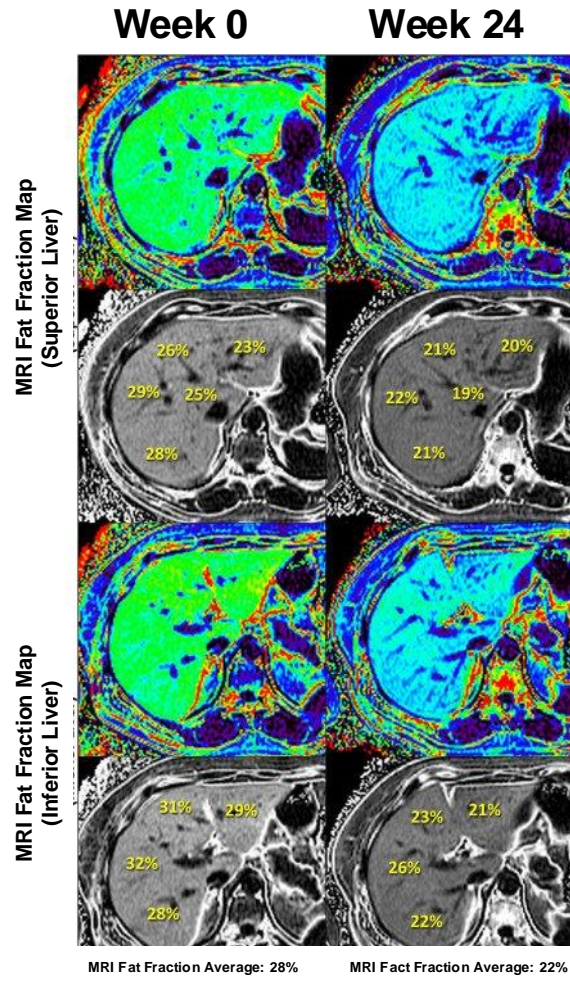 Week 0
Week 24
MRI Fat Fraction Map
(Superior Liver)
26%
23%
29%
25%
28%
21%
20%
22%
19%
21%
MRI Fat Fraction Map
(Inferior Liver)
31%
29%
32%
28%
23%
21%
26%
22%
MRI Fat Fraction Average: 28%
MRI Fact Fraction Average: 22%